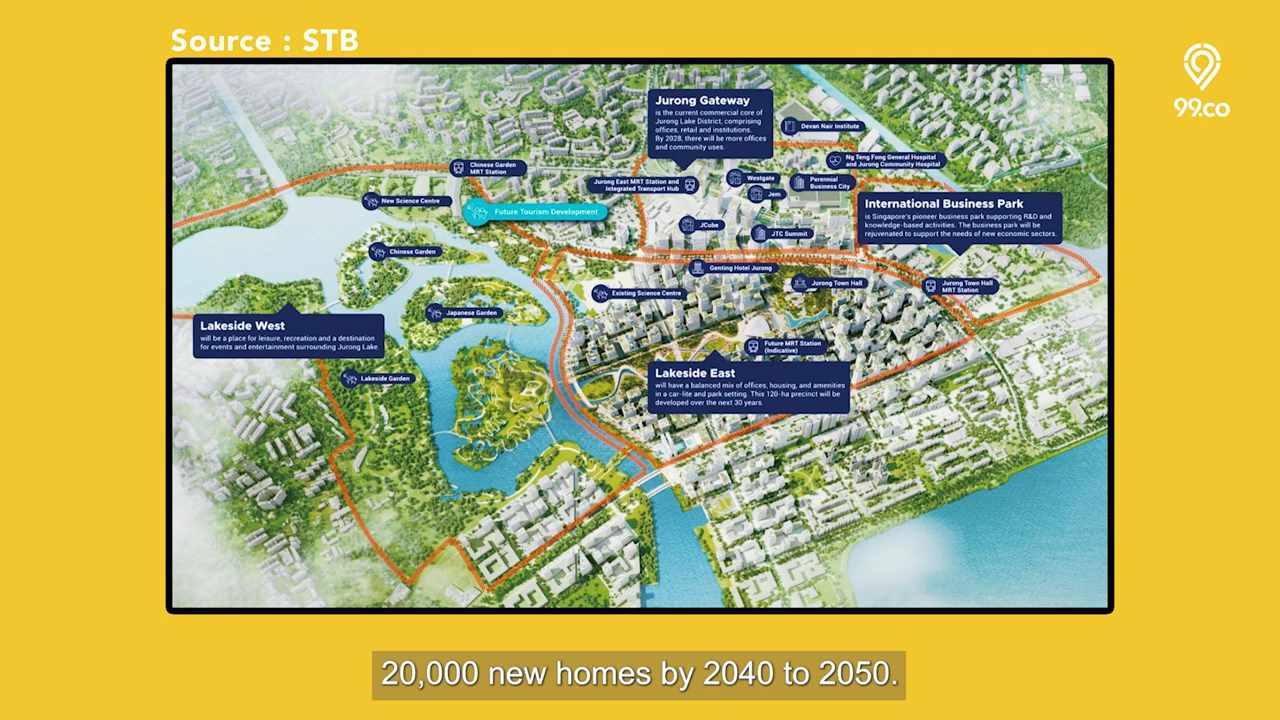 Source : STB
99.co
Jurong Gateway
is the current commercial core of
Jurong Lake District, comprising
offices, retail and institutions.
By 2028, there will be more offices
and community uses.
Devan Nair Institute
Ng Teng Fong General Hospital
and Jurong Community Hospital
Chinese Garden
MRT Station
Jurong East MRT Station and
Integrated Transport Hub
Westgate
Perennial
Business City
Jem
New Science Centre
Future Tourism Development
International Business Park
is Singapore's pioneer business park supporting R&D and
knowledge-based activities. The business park will be
rejuvenated to support the needs of new economic sectors.
JCube
JTC Summit
Chinese Garden
Genting Hotel Jurong
Jurong Town Hall
Jurong Town Hall
MRT Station
Existing Science Centre
Japanese Garden
Lakeside West
will be a place for leisure, recreation and a destination
for events and entertainment surrounding Jurong Lake.
Future MRT Station
(Indicative)
Lakeside East
will have a balanced mix of offices, housing, and amenities
in a car-lite and park setting. This 120-ha precinct will be
developed over the next 30 years.
Lakeside Garden
20,000 new homes by 2040 to 2050.